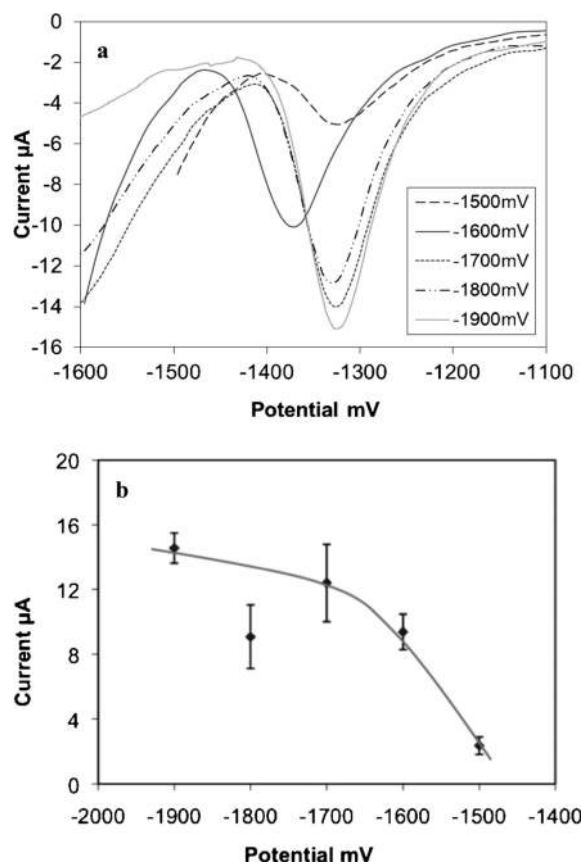 a
0
-2
-4
-6
-8
-10
-12
-14
-16
Current µA
-1500mV
-1600mV
-1700mV
-1800mV
-1900mV
-1600 -1500 -1400 -1300 -1200 -1100
Potential mV
b
20
16
12
8
4
0
Current µA
-2000 -1900 -1800 -1700 -1600 -1500 -1400
Potential mV